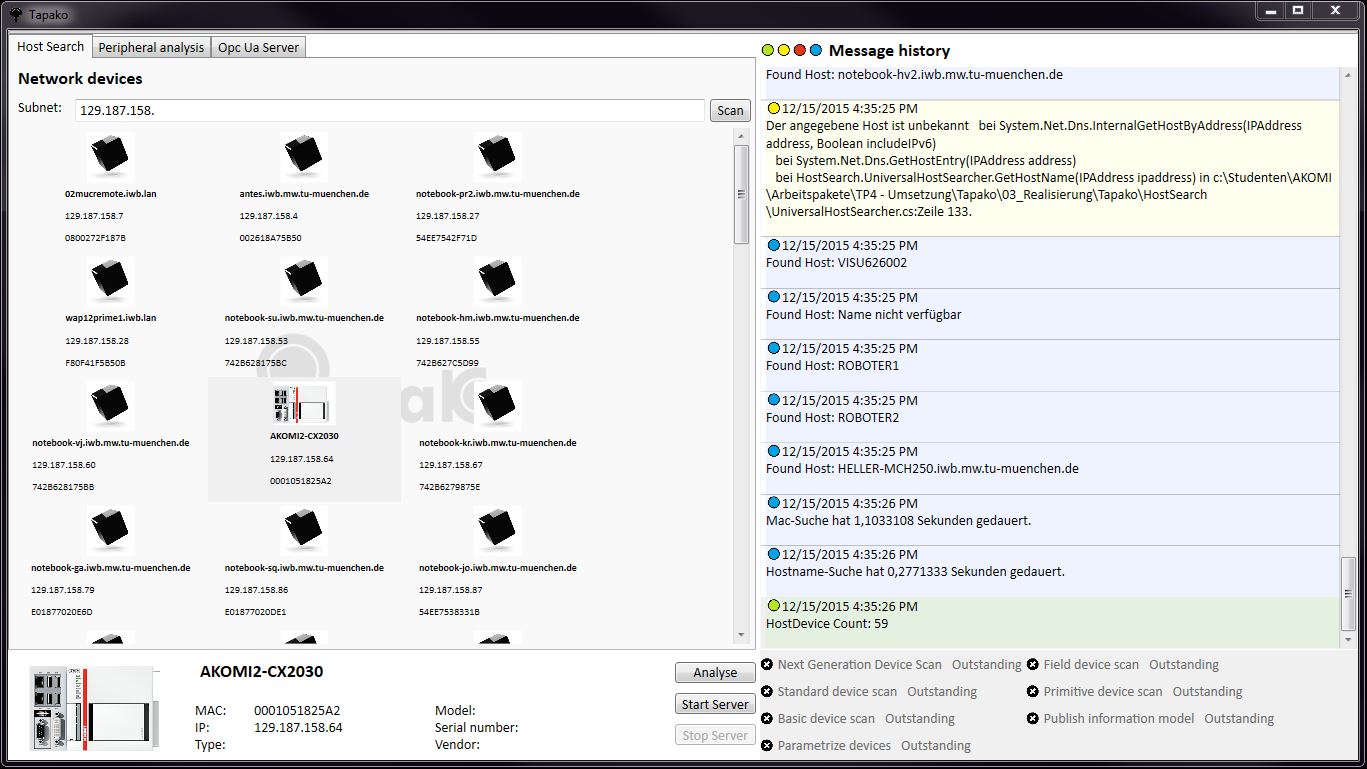 Tapako
Host Search Peripheral analysis Opc Ua Server
Network devices
Subnet: 129.187.158. Scan
02mucremote.iwb.lan antes.iwb.mw.tu-muenchen.de notebook-pr2.iwb.mw.tu-muenchen.de
129.187.158.7 129.187.158.4 129.187.158.27
0800272F187B 002618A75B50 54EE7542F71D
wap12prime1.iwb.lan notebook-su.iwb.mw.tu-muenchen.de notebook-hm.iwb.mw.tu-muenchen.de
129.187.158.28 129.187.158.53 129.187.158.55
F80F41F5B50B 742B628175BC 742B627C5D99
notebook-vj.iwb.mw.tu-muenchen.de AKOMI2-CX2030 notebook-kr.iwb.mw.tu-muenchen.de
129.187.158.60 129.187.158.64 129.187.158.67
742B628175BB 0001051825A2 742B6279875E
notebook-ga.iwb.mw.tu-muenchen.de notebook-sq.iwb.mw.tu-muenchen.de notebook-jo.iwb.mw.tu-muenchen.de
129.187.158.79 129.187.158.86 129.187.158.87
E01877020E6D E01877020DE1 54EE7538331B
AKOMI2-CX2030
MAC: 0001051825A2 Model:
IP: 129.187.158.64 Serial number:
Type: Vendor:
Analyse
Start Server
Stop Server
Message history
Found Host: notebook-hv2.iwb.mw.tu-muenchen.de
12/15/2015 4:35:25 PM
Der angegebene Host ist unbekannt bei System.Net.Dns.InternalGetHostByAddress(IPAddress
address, Boolean includeIPv6)
bei System.Net.Dns.GetHostEntry(IPAddress address)
bei HostSearch.UniversalHostSearcher.GetHostName(IPAddress ipaddress) in c:\Studenten\AKOMI
\Arbeitspakete\TP4 - Umsetzung\Tapako\03_Realisierung\Tapako\HostSearch
\UniversalHostSearcher.cs:Zeile 133.
12/15/2015 4:35:25 PM
Found Host: VISU626002
12/15/2015 4:35:25 PM
Found Host: Name nicht verfügbar
12/15/2015 4:35:25 PM
Found Host: ROBOTER1
12/15/2015 4:35:25 PM
Found Host: ROBOTER2
12/15/2015 4:35:25 PM
Found Host: HELLER-MCH250.iwb.mw.tu-muenchen.de
12/15/2015 4:35:26 PM
Mac-Suche hat 1,1033108 Sekunden gedauert.
12/15/2015 4:35:26 PM
Hostname-Suche hat 0,2771333 Sekunden gedauert.
12/15/2015 4:35:26 PM
HostDevice Count: 59
Next Generation Device Scan Outstanding Field device scan Outstanding
Standard device scan Outstanding Primitive device scan Outstanding
Basic device scan Outstanding Publish information model Outstanding
Parametrize devices Outstanding